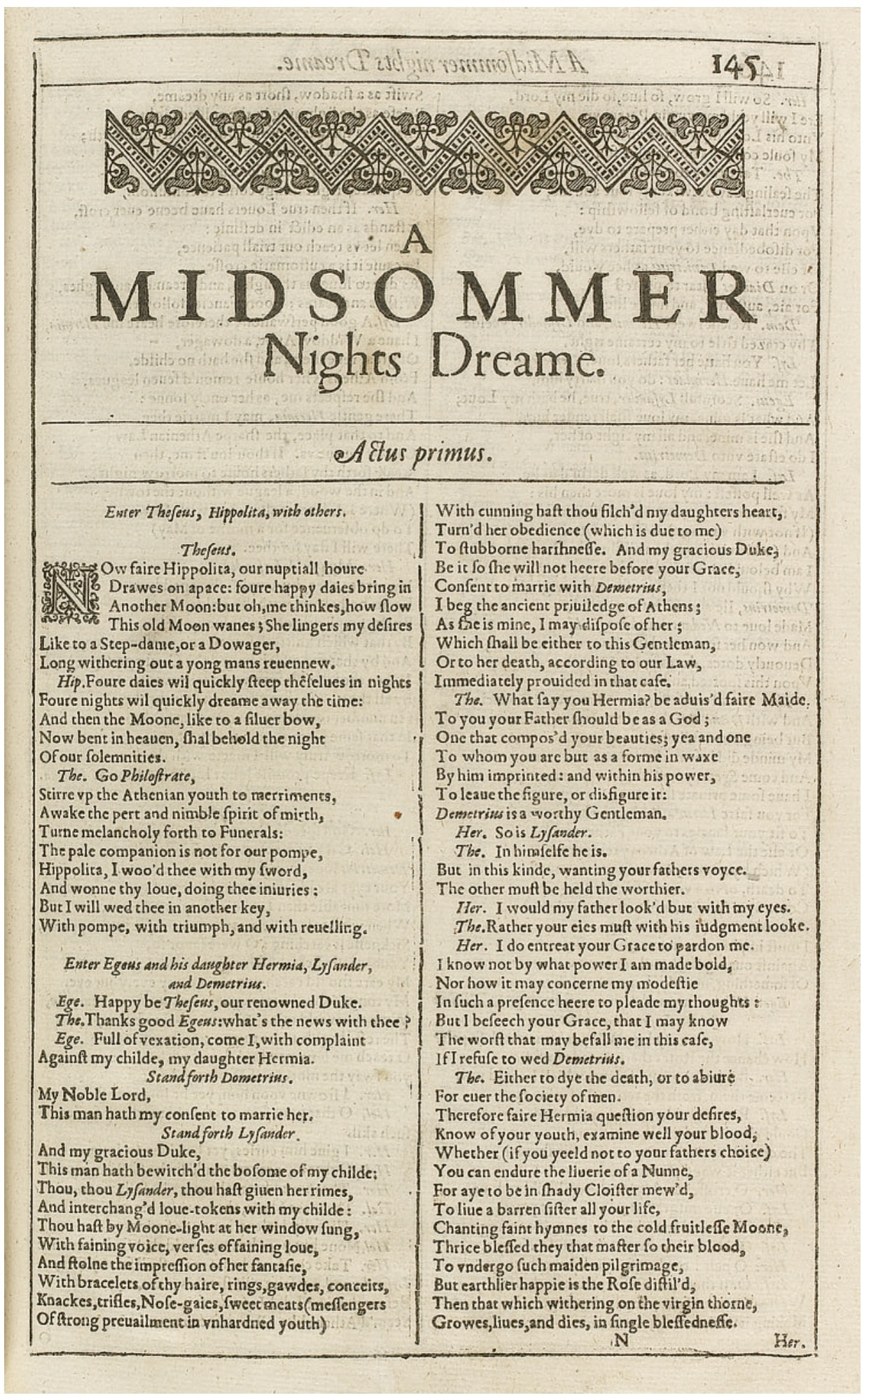 145
A
MIDSOMMER
Nights Dreame.
Actus primus.
Enter Theſeus, Hippolita, with others.
Theſeus.
NOw faire Hippolita, our nuptiall houre
Drawes on apace: foure happy daies bring in
Another Moon: but oh, me thinkes, how ſlow
This old Moon wanes; She lingers my deſires
Like to a Step-dame, or a Dowager,
Long withering out a yong mans reuennew.
Hip. Foure daies wil quickly ſteep thẽſelues in nights
Foure nights wil quickly dreame away the time:
And then the Moone, like to a ſiluer bow,
Now bent in heauen, ſhal behold the night
Of our ſolemnities.
The. Go Philoſtrate,
Stirre vp the Athenian youth to merriments,
Awake the pert and nimble ſpirit of mirth,
Turne melancholy forth to Funerals:
The pale companion is not for our pompe,
Hippolita, I woo'd thee with my ſword,
And wonne thy loue, doing thee iniuries:
But I will wed thee in another key,
With pompe, with triumph, and with reuelling.
Enter Egeus and his daughter Hermia, Lyſander,
and Demetrius.
Ege. Happy be Theſeus, our renowned Duke.
The. Thanks good Egeus: what's the news with thee?
Ege. Full of vexation, come I, with complaint
Againſt my childe, my daughter Hermia.
Stand forth Demetrius.
My Noble Lord,
This man hath my conſent to marrie her.
Stand forth Lyſander.
And my gracious Duke,
This man hath bewitch'd the boſome of my childe:
Thou, thou Lyſander, thou haſt giuen her rimes,
And interchang'd loue-tokens with my childe:
Thou haſt by Moone-light at her window ſung,
With faining voice, verſes of faining loue,
And ſtolne the impreſſion of her fantaſie,
With bracelets of thy haire, rings, gawdes, conceits,
Knackes, trifles, Noſe-gaies, ſweet meats (meſſengers
Of ſtrong preuailment in vnhardned youth)
With cunning haſt thou filch'd my daughters heart,
Turn'd her obedience (which is due to me)
To ſtubborne harſhneſſe. And my gracious Duke,
Be it ſo ſhe will not heere before your Grace,
Conſent to marrie with Demetrius,
I beg the ancient priuiledge of Athens;
As ſhe is mine, I may diſpoſe of her;
Which ſhall be either to this Gentleman,
Or to her death, according to our Law,
Immediately prouided in that caſe.
The. What ſay you Hermia? be aduis'd faire Maide,
To you your Father ſhould be as a God;
One that compos'd your beauties; yea and one
To whom you are but as a forme in waxe
By him imprinted: and within his power,
To leaue the figure, or diſfigure it:
Demetrius is a worthy Gentleman.
Her. So is Lyſander.
The. In himſelfe he is.
But in this kinde, wanting your fathers voyce.
The other muſt be held the worthier.
Her. I would my father look'd but with my eyes.
The. Rather your eies muſt with his iudgment looke.
Her. I do entreat your Grace to pardon me.
I know not by what power I am made bold,
Nor how it may concerne my modeſtie
In ſuch a preſence heere to pleade my thoughts:
But I beſeech your Grace, that I may know
The worſt that may befall me in this caſe,
If I refuſe to wed Demetrius.
The. Either to dye the death, or to abiure
For euer the ſociety of men.
Therefore faire Hermia queſtion your deſires,
Know of your youth, examine well your blood,
Whether (if you yeeld not to your fathers choice)
You can endure the liuerie of a Nunne,
For aye to be in ſhady Cloiſter mew'd,
To liue a barren ſiſter all your life,
Chanting faint hymnes to the cold fruitleſſe Moone,
Thrice bleſſed they that maſter ſo their blood,
To vndergo ſuch maiden pilgrimage,
But earthlier happie is the Roſe diſtil'd,
Then that which withering on the virgin thorne,
Growes, liues, and dies, in ſingle bleſſedneſſe.
N
Her.